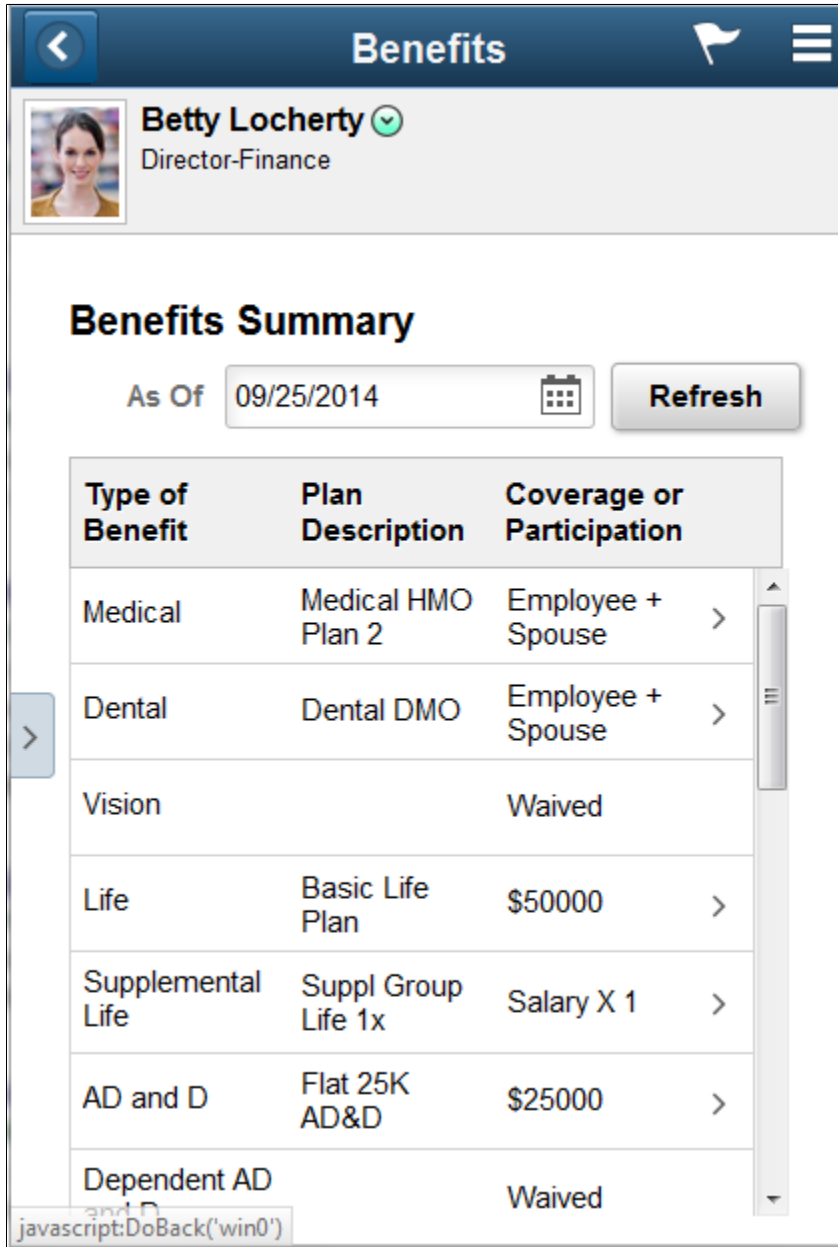 Benefits
Betty Locherty
Director-Finance
Benefits Summary
As Of 09/25/2014 Refresh
Type of Benefit Plan Description Coverage or Participation
Medical Medical HMO Plan 2 Employee + Spouse
Dental Dental DMO Employee + Spouse
Vision Waived
Life Basic Life Plan $50000
Supplemental Life Suppl Group Life 1x Salary X 1
AD and D Flat 25K AD&D $25000
Dependent AD and D Waived
javascript:DoBack('win0')